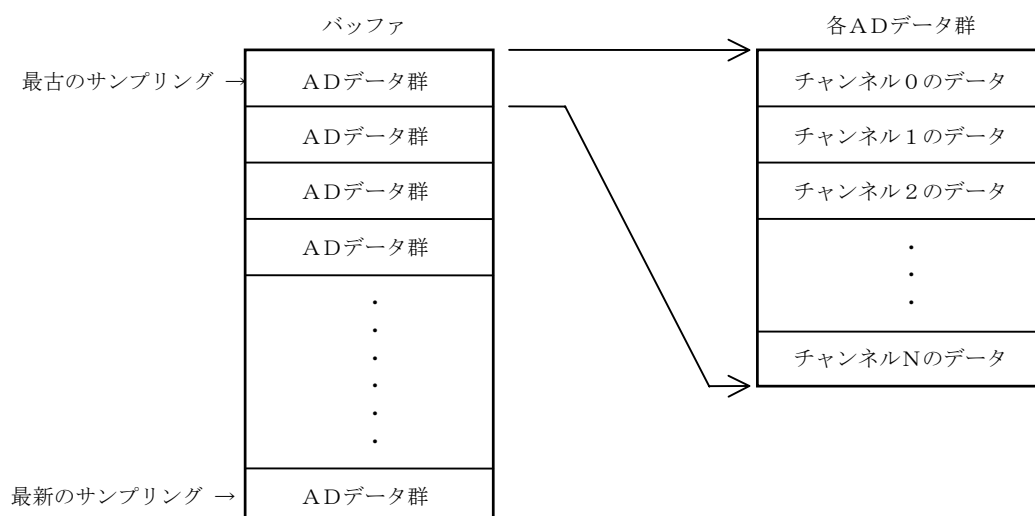 バッファ
最古のサンプリング →
ADデータ群
ADデータ群
ADデータ群
ADデータ群
・
・
・
・
・
・
最新のサンプリング →
ADデータ群
各ADデータ群
チャンネル0のデータ
チャンネル1のデータ
チャンネル2のデータ
・
・
・
チャンネルNのデータ